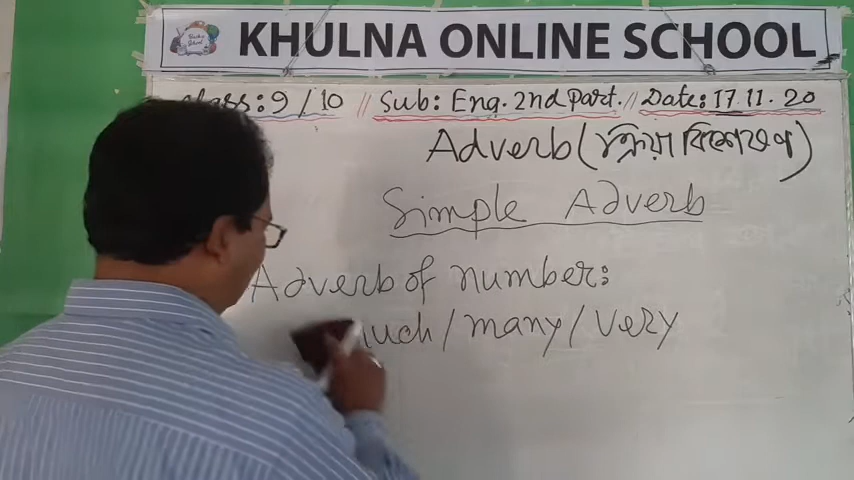 KHULNA ONLINE SCHOOL
Class: 9/10 // Sub: Eng. 2nd Part. // Date: 17.11.20
Adverb (ক্রিয়া বিশেষণ)
Simple Adverb
Adverb of number:
much/many/very